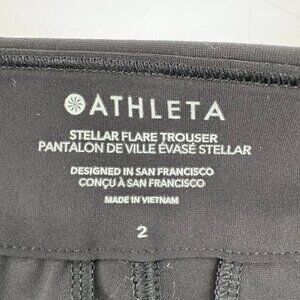 ATHLETA
STELLAR FLARE TROUSER
PANTALON DE VILLE ÉVASÉ STELLAR
DESIGNED IN SAN FRANCISCO
CONÇU À SAN FRANCISCO
MADE IN VIETNAM
2